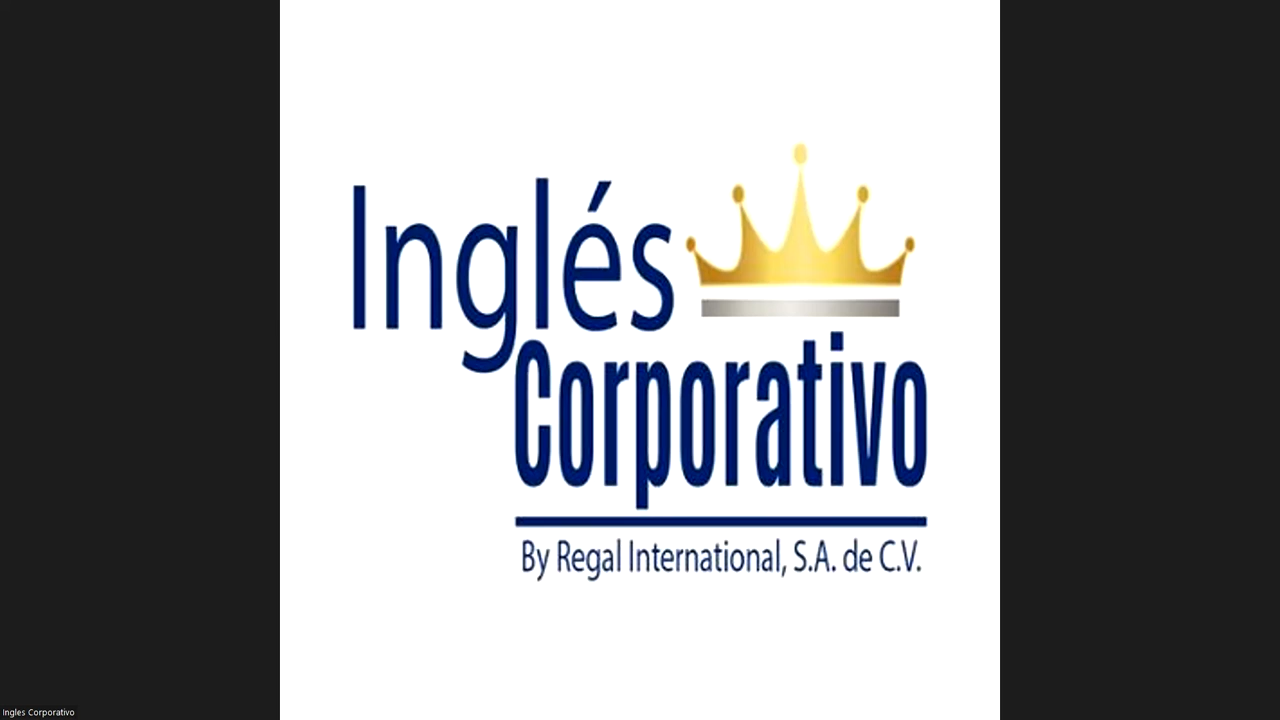 Inglés
Corporativo
By Regal International, S.A. de C.V.
Ingles Corporativo